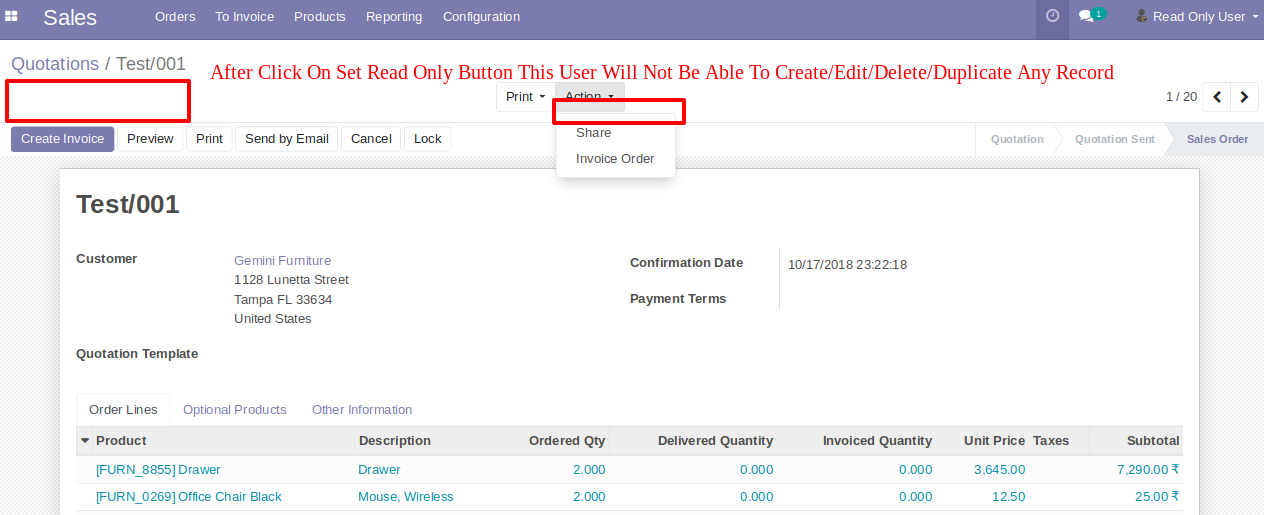 Sales Orders To Invoice Products Reporting Configuration 1 Read Only User
Quotations / Test/001
After Click On Set Read Only Button This User Will Not Be Able To Create/Edit/Delete/Duplicate Any Record
Print Action 1 / 20
Create Invoice Preview Print Send by Email Cancel Lock Quotation Quotation Sent Sales Order
Share
Invoice Order
Test/001
Customer Gemini Furniture
1128 Lunetta Street
Tampa FL 33634
United States
Confirmation Date 10/17/2018 23:22:18
Payment Terms
Quotation Template
Order Lines Optional Products Other Information
Product Description Ordered Qty Delivered Quantity Invoiced Quantity Unit Price Taxes Subtotal
[FURN_8855] Drawer Drawer 2.000 0.000 0.000 3,645.00 7,290.00 ₹
[FURN_0269] Office Chair Black Mouse, Wireless 2.000 0.000 0.000 12.50 25.00 ₹